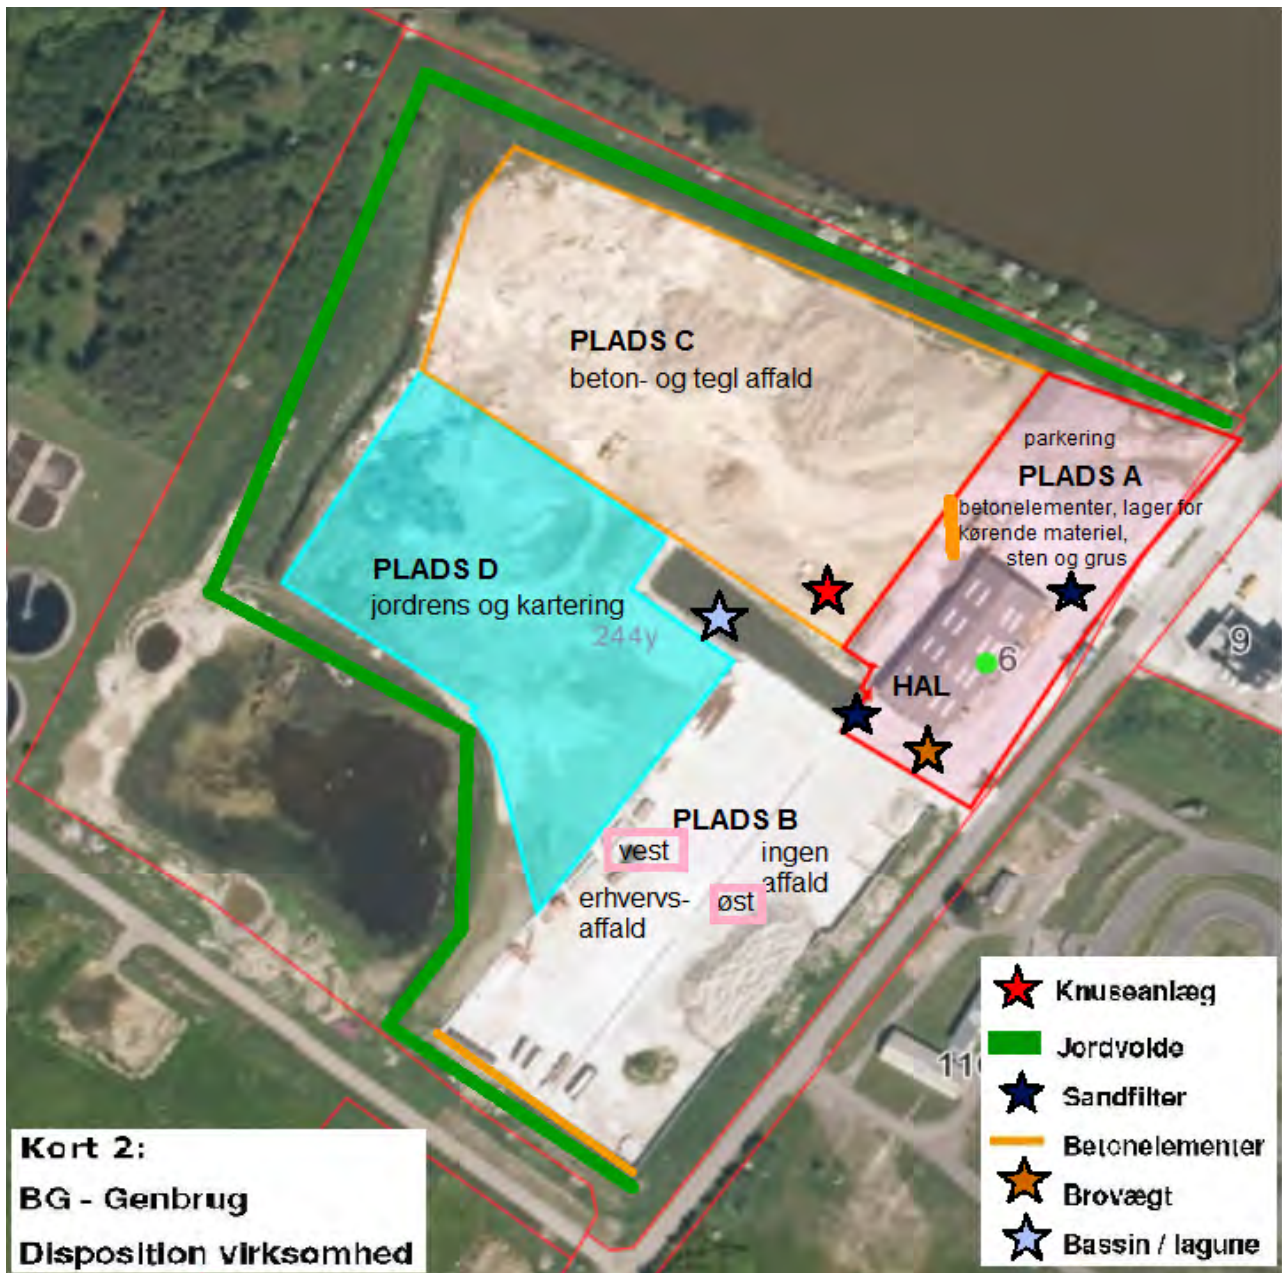 PLADS C
beton- og tegl affald
parkering
PLADS A
betonelementer, lager for
kørende materiel,
sten og grus
PLADS D
jordrens og kartering
244y
6
9
HAL
PLADS B
vest
ingen
affald
øst
erhvervs-
affald
11
Knuseanlæg
Jordvolde
Sandfilter
Betonelementer
Brovægt
Bassin / lagune
Kort 2:
BG - Genbrug
Disposition virksomhed